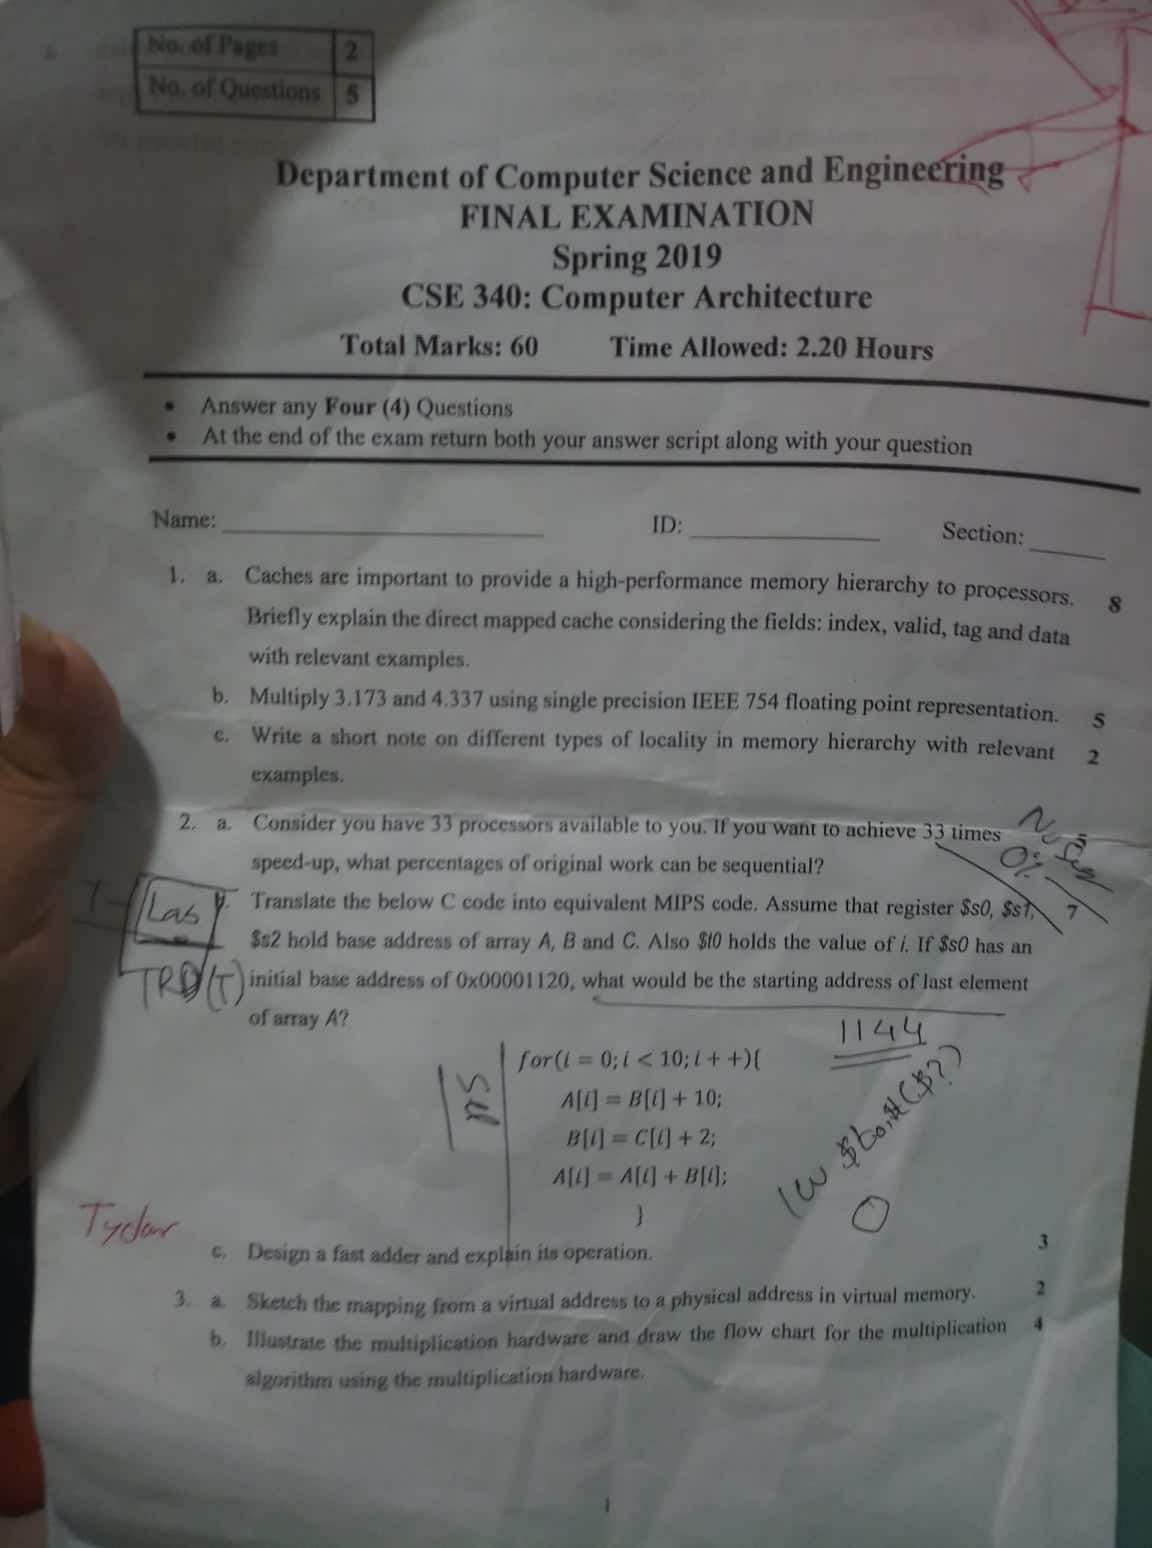 No. of Pages 2
No. of Questions 5
Department of Computer Science and Engineering
FINAL EXAMINATION
Spring 2019
CSE 340: Computer Architecture
Total Marks: 60 Time Allowed: 2.20 Hours
• Answer any Four (4) Questions
• At the end of the exam return both your answer script along with your question
Name: ID: Section:
1. a. Caches are important to provide a high-performance memory hierarchy to processors. 8
Briefly explain the direct mapped cache considering the fields: index, valid, tag and data
with relevant examples.
b. Multiply 3.173 and 4.337 using single precision IEEE 754 floating point representation. 5
c. Write a short note on different types of locality in memory hierarchy with relevant 2
examples.
2. a. Consider you have 33 processors available to you. If you want to achieve 33 times 5
speed-up, what percentages of original work can be sequential?
0%
Las
Translate the below C code into equivalent MIPS code. Assume that register $s0, $s1, 7
$s2 hold base address of array A, B and C. Also $t0 holds the value of i. If $s0 has an
initial base address of 0x00001120, what would be the starting address of last element
of array A?
1144
for(i = 0; i < 10; i + +){
A[i] = B[i] + 10;
B[i] = C[i] + 2;
A[i] = A[i] + B[i];
}
c. Design a fast adder and explain its operation. 3
3. a. Sketch the mapping from a virtual address to a physical address in virtual memory. 2
b. Illustrate the multiplication hardware and draw the flow chart for the multiplication 4
algorithm using the multiplication hardware.
1